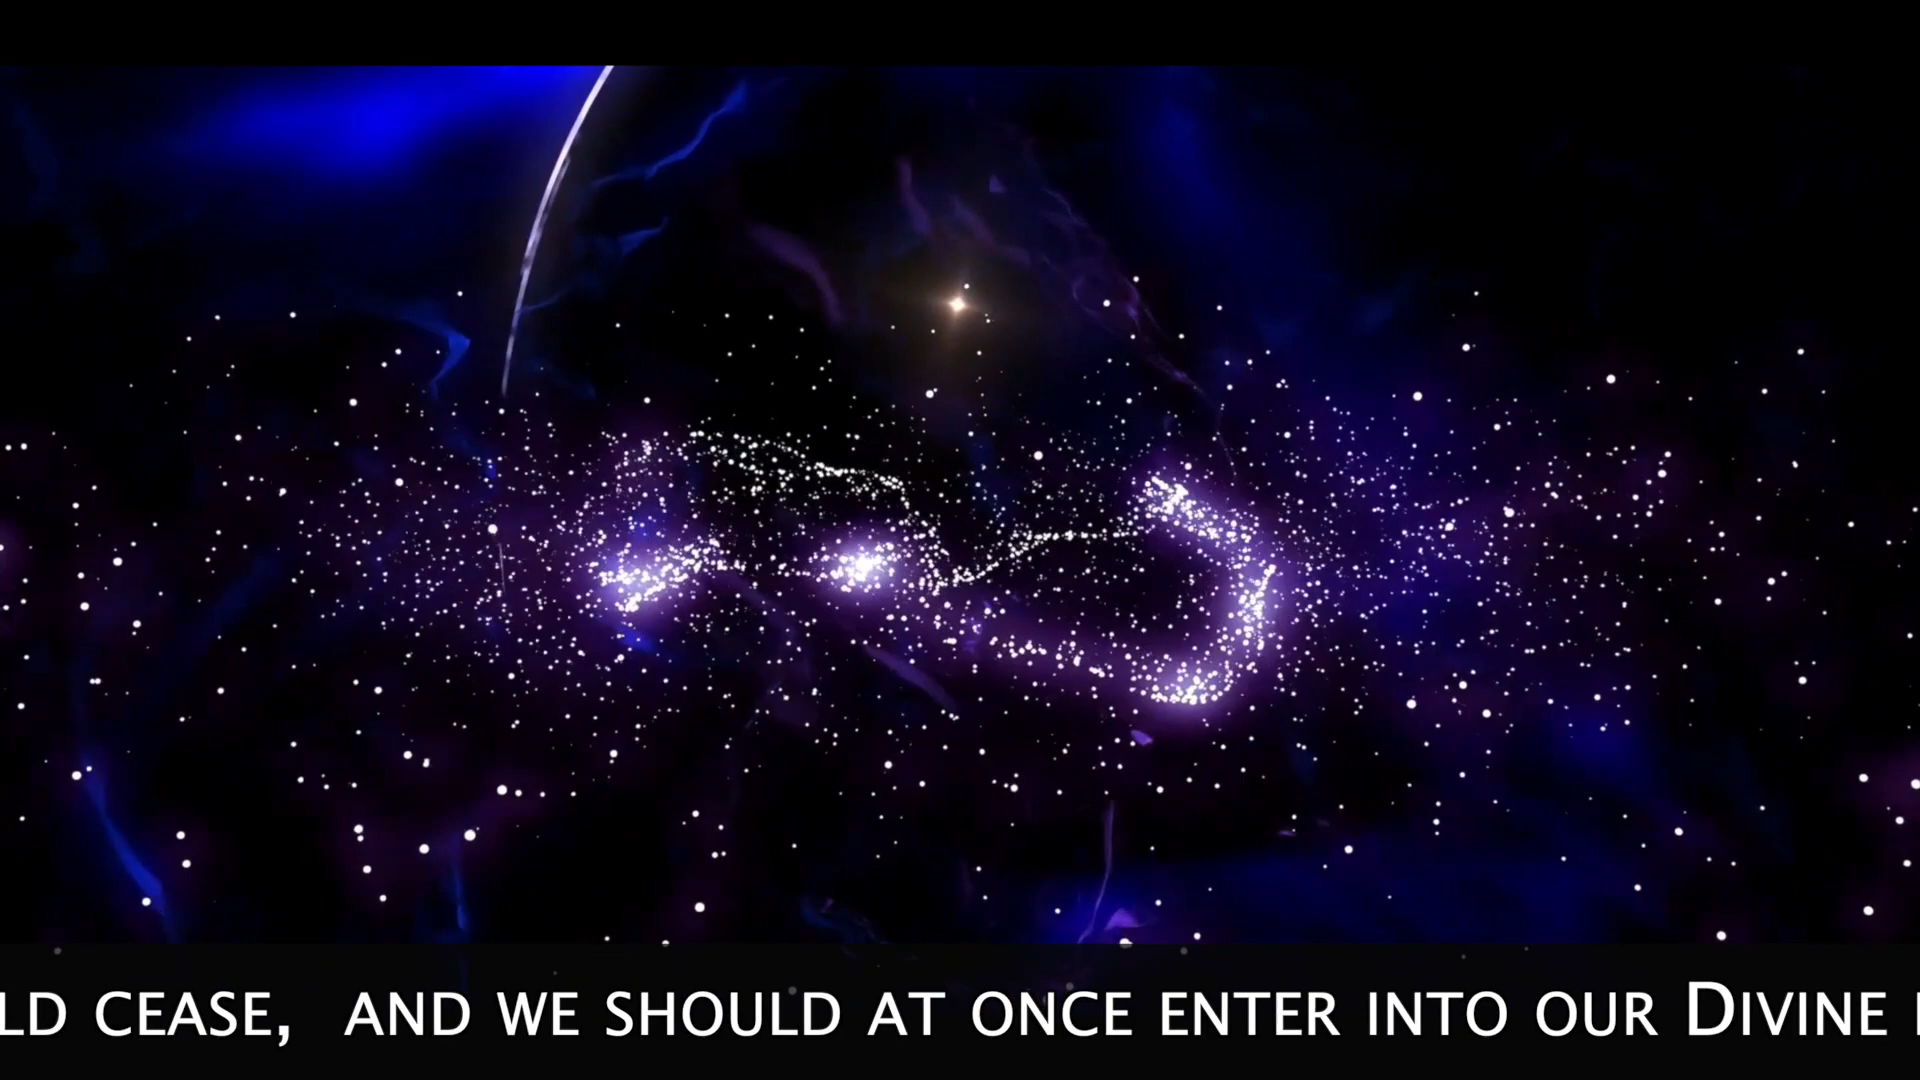 LD CEASE, AND WE SHOULD AT ONCE ENTER INTO OUR DIVINE